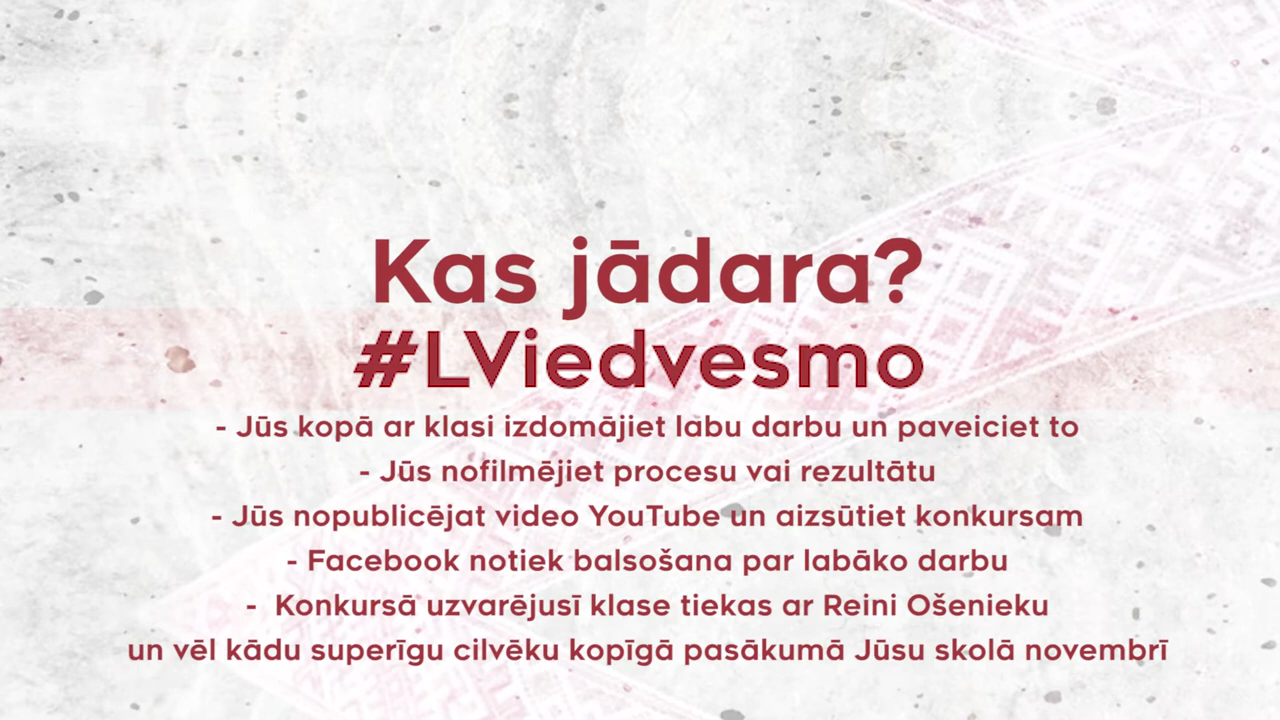 Kas jādara?
#LViedvesmo
- Jūs kopā ar klasi izdomājiet labu darbu un paveiciet to
- Jūs nofilmējiet procesu vai rezultātu
- Jūs nopublicējat video YouTube un aizsūtiet konkursam
- Facebook notiek balsošana par labāko darbu
- Konkursā uzvarējusī klase tiekas ar Reini Ošenieku
un vēl kādu superīgu cilvēku kopīgā pasākumā Jūsu skolā novembrī